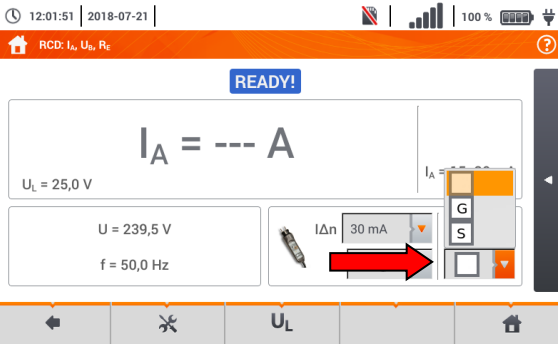 12:01:51 2018-07-21 100 %
RCD: IA, UB, RE ?
READY!
IA = --- A
IA =
UL = 25,0 V
G
S
U = 239,5 V
f = 50,0 Hz
I∆n 30 mA
UL